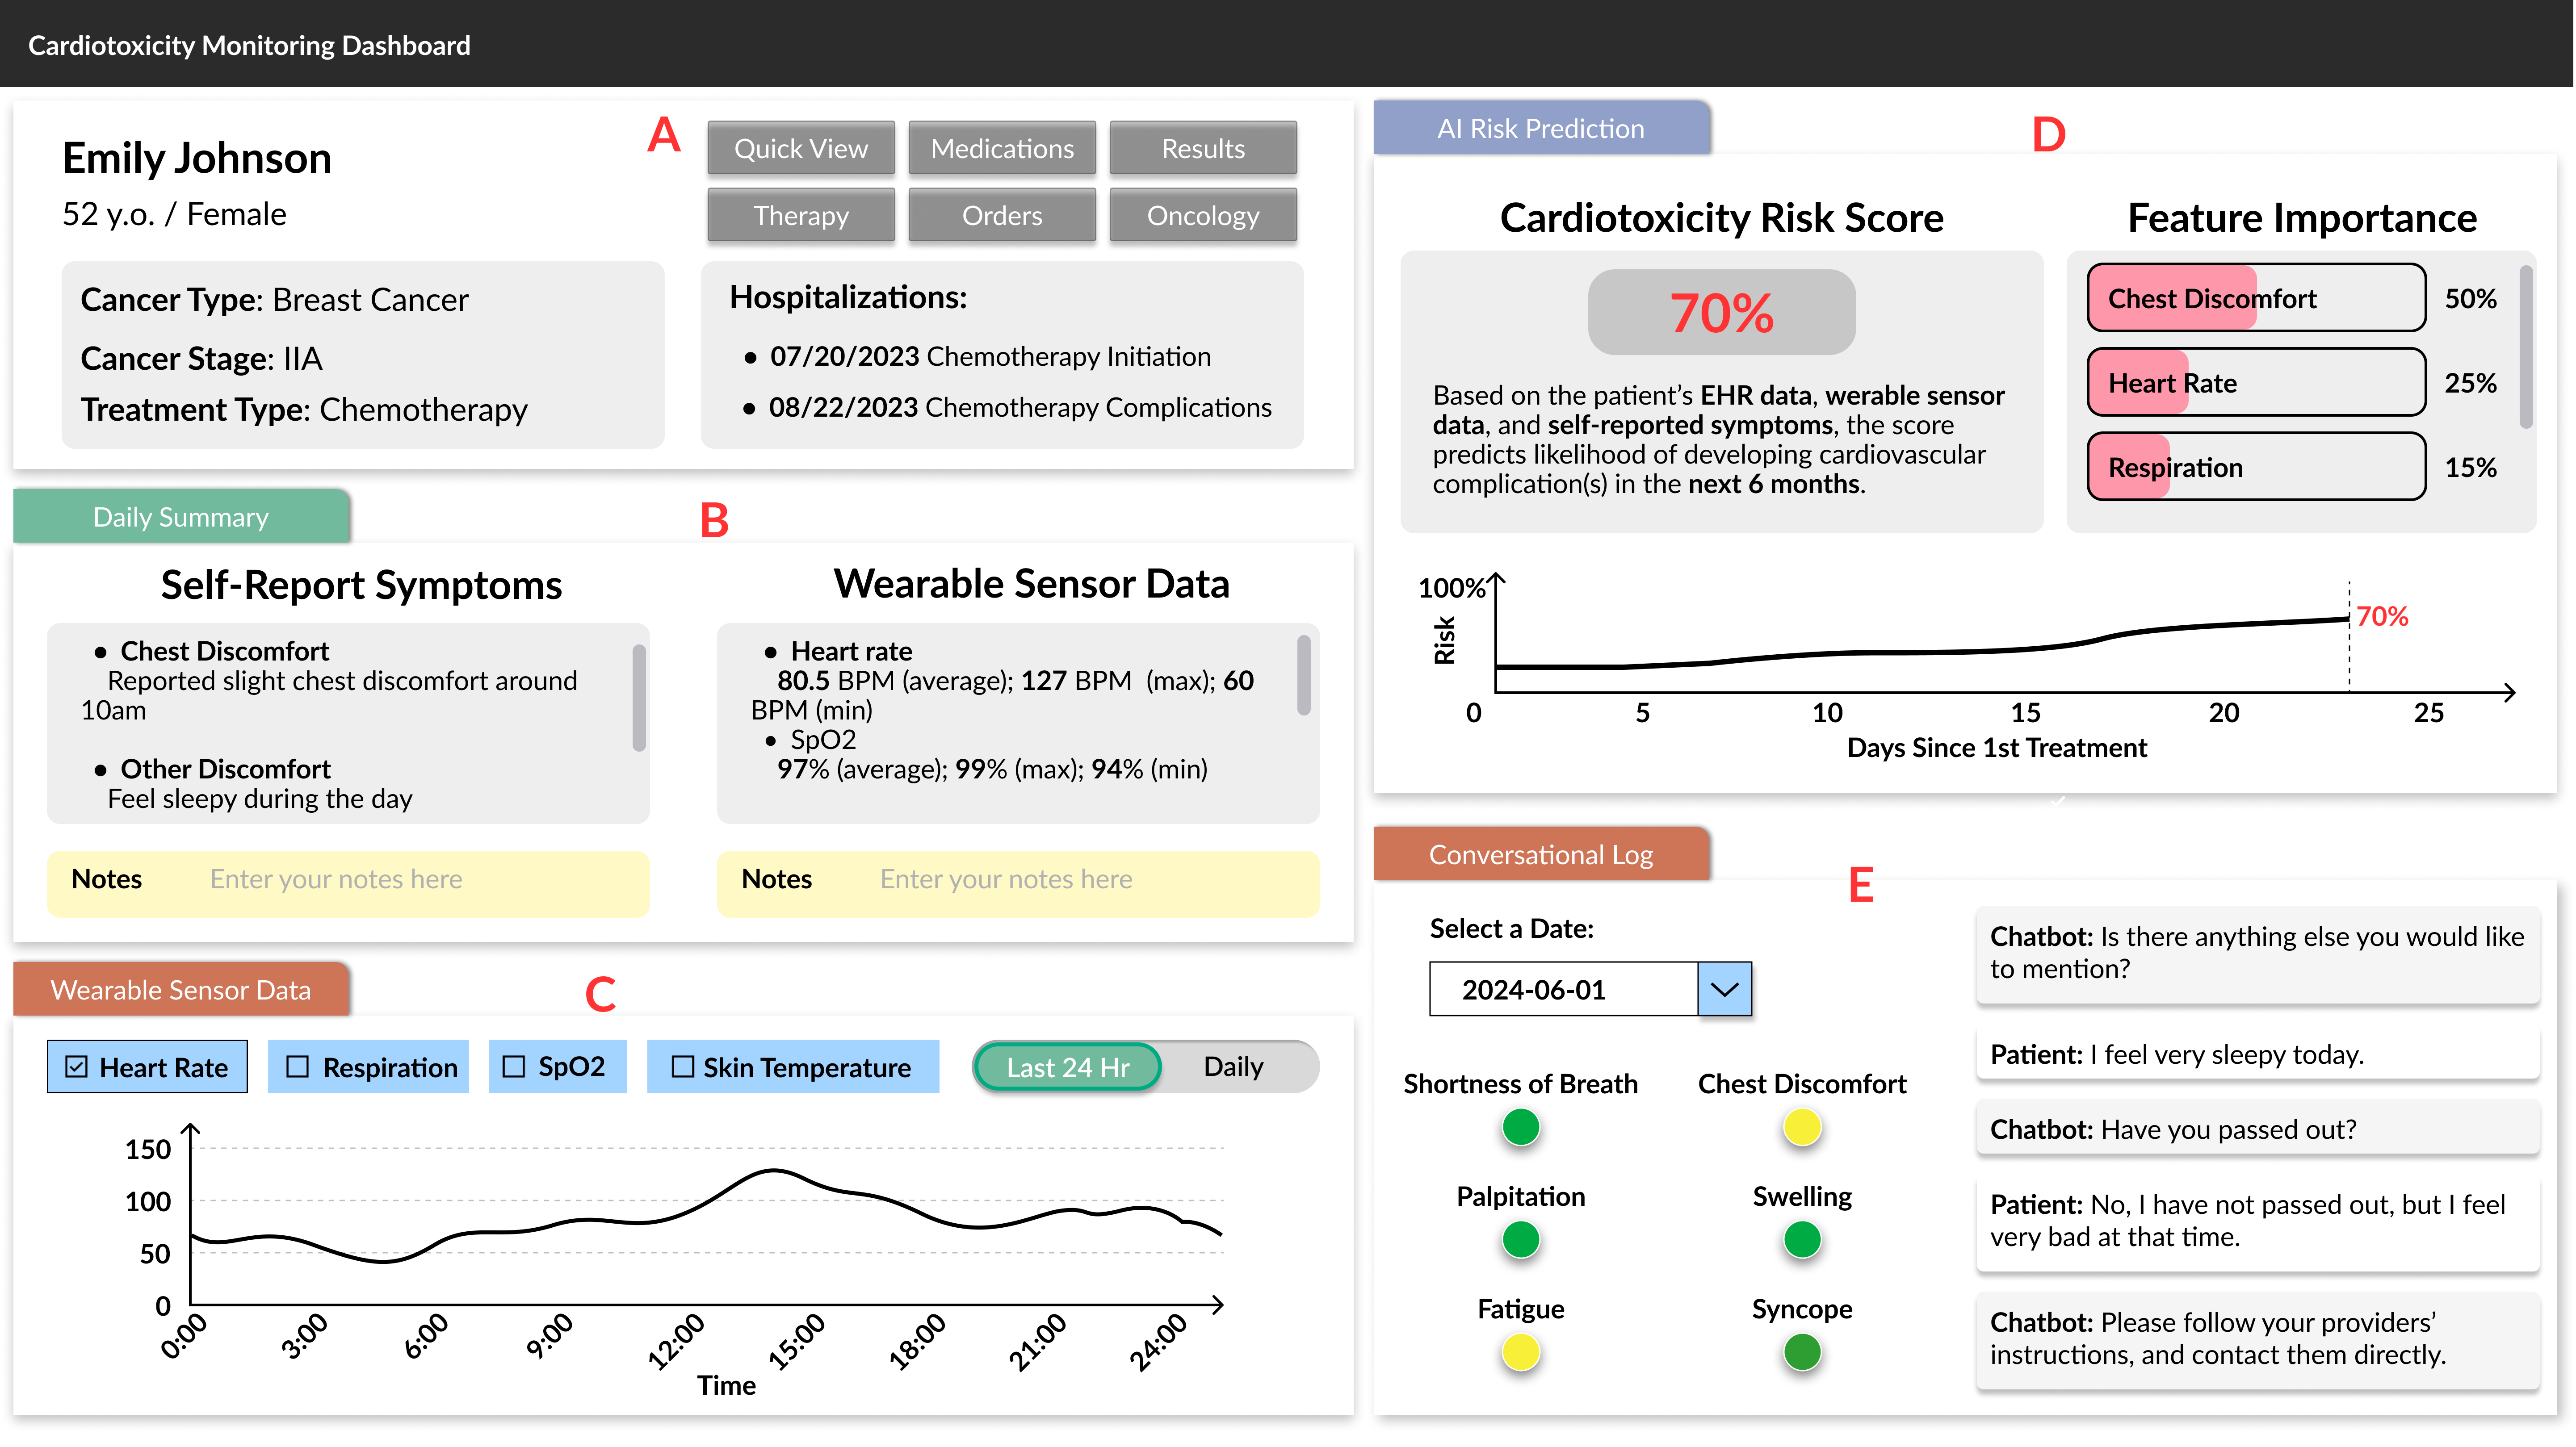 Cardiotoxicity Monitoring Dashboard
A
Emily Johnson
52 y.o. / Female
Quick View
Medications
Results
Therapy
Orders
Oncology
Cancer Type: Breast Cancer
Cancer Stage: IIA
Treatment Type: Chemotherapy
Hospitalizations:
● 07/20/2023 Chemotherapy Initiation
● 08/22/2023 Chemotherapy Complications
Daily Summary
B
Self-Report Symptoms
● Chest Discomfort
Reported slight chest discomfort around
10am
● Other Discomfort
Feel sleepy during the day
Notes Enter your notes here
Wearable Sensor Data
● Heart rate
80.5 BPM (average); 127 BPM (max); 60
BPM (min)
● SpO2
97% (average); 99% (max); 94% (min)
Notes Enter your notes here
Wearable Sensor Data
C
Heart Rate
Respiration
SpO2
Skin Temperature
Last 24 Hr
Daily
150
100
50
0
0:00
3:00
6:00
9:00
12:00
15:00
18:00
21:00
24:00
Time
AI Risk Prediction
D
Cardiotoxicity Risk Score
70%
Based on the patient's EHR data, werable sensor
data, and self-reported symptoms, the score
predicts likelihood of developing cardiovascular
complication(s) in the next 6 months.
Feature Importance
Chest Discomfort 50%
Heart Rate 25%
Respiration 15%
100%
Risk
70%
0
5
10
15
20
25
Days Since 1st Treatment
Conversational Log
E
Select a Date:
2024-06-01
Shortness of Breath
Chest Discomfort
Palpitation
Swelling
Fatigue
Syncope
Chatbot: Is there anything else you would like
to mention?
Patient: I feel very sleepy today.
Chatbot: Have you passed out?
Patient: No, I have not passed out, but I feel
very bad at that time.
Chatbot: Please follow your providers'
instructions, and contact them directly.